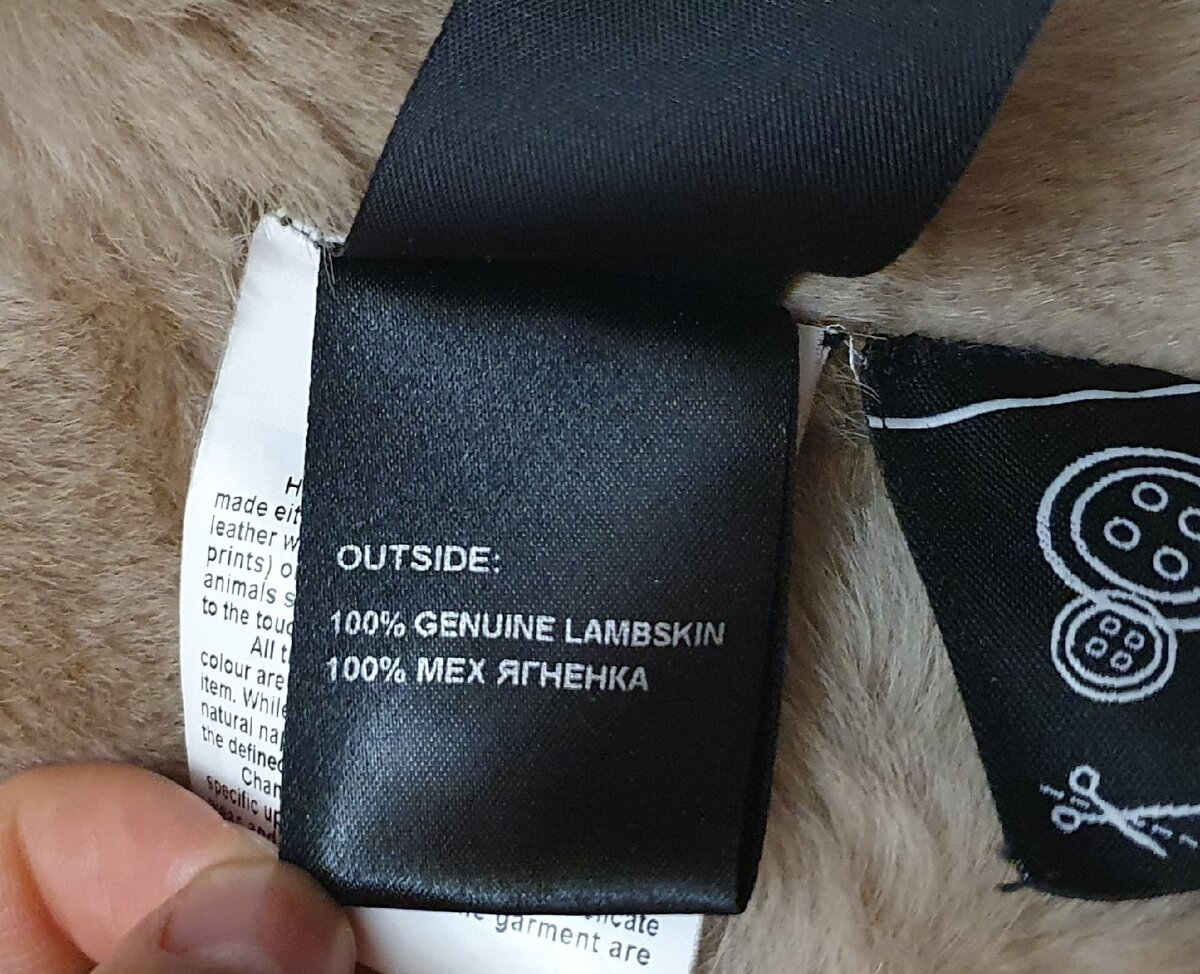 OUTSIDE:
100% GENUINE LAMBSKIN
100% МЕХ ЯГНЕНКА
made eit
leather w
prints) o
animals s
to the touc
All t
colour are
item. While
natural na
the defined
Chan
specific up
garment are